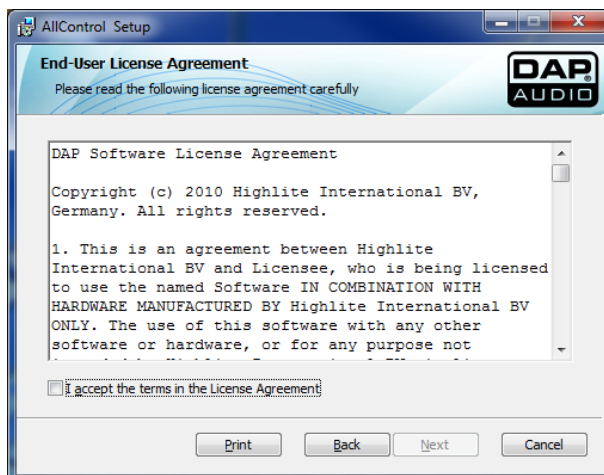 AllControl Setup
End-User License Agreement
Please read the following license agreement carefully
DAP
AUDIO
DAP Software License Agreement
Copyright (c) 2010 Highlite International BV,
Germany. All rights reserved.
1. This is an agreement between Highlite
International BV and Licensee, who is being licensed
to use the named Software IN COMBINATION WITH
HARDWARE MANUFACTURED BY Highlite International BV
ONLY. The use of this software with any other
software or hardware, or for any purpose not
I accept the terms in the License Agreement
Print
Back
Next
Cancel